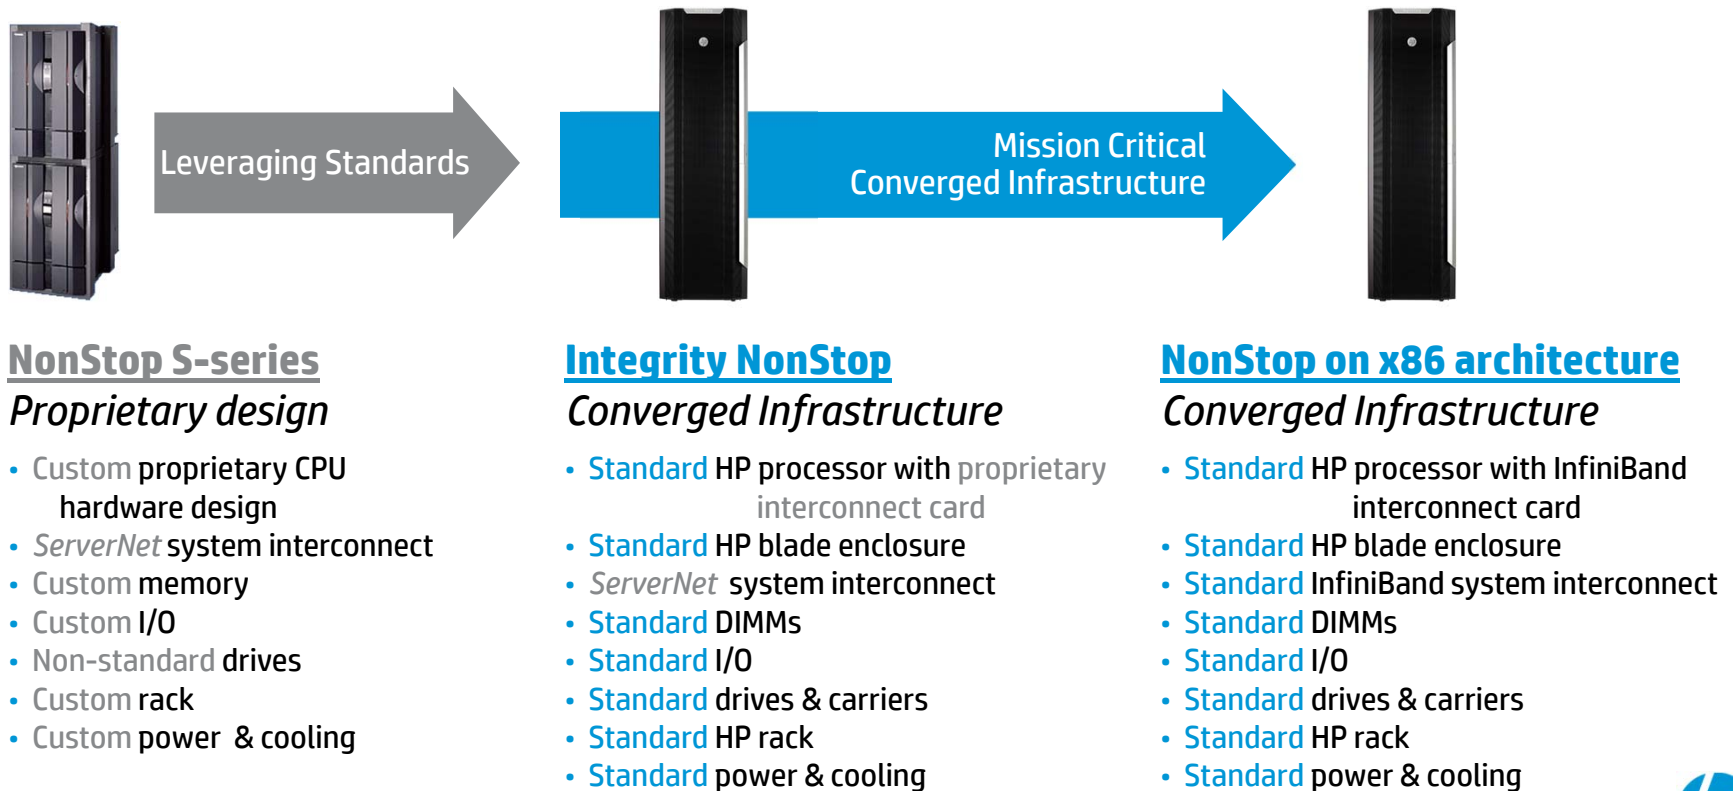 Leveraging Standards
Mission Critical
Converged Infrastructure
NonStop S-series
Proprietary design
• Custom proprietary CPU
hardware design
• ServerNet system interconnect
• Custom memory
• Custom I/O
• Non-standard drives
• Custom rack
• Custom power & cooling
Integrity NonStop
Converged Infrastructure
• Standard HP processor with proprietary
interconnect card
• Standard HP blade enclosure
• ServerNet system interconnect
• Standard DIMMs
• Standard I/O
• Standard drives & carriers
• Standard HP rack
• Standard power & cooling
NonStop on x86 architecture
Converged Infrastructure
• Standard HP processor with InfiniBand
interconnect card
• Standard HP blade enclosure
• Standard InfiniBand system interconnect
• Standard DIMMs
• Standard I/O
• Standard drives & carriers
• Standard HP rack
• Standard power & cooling